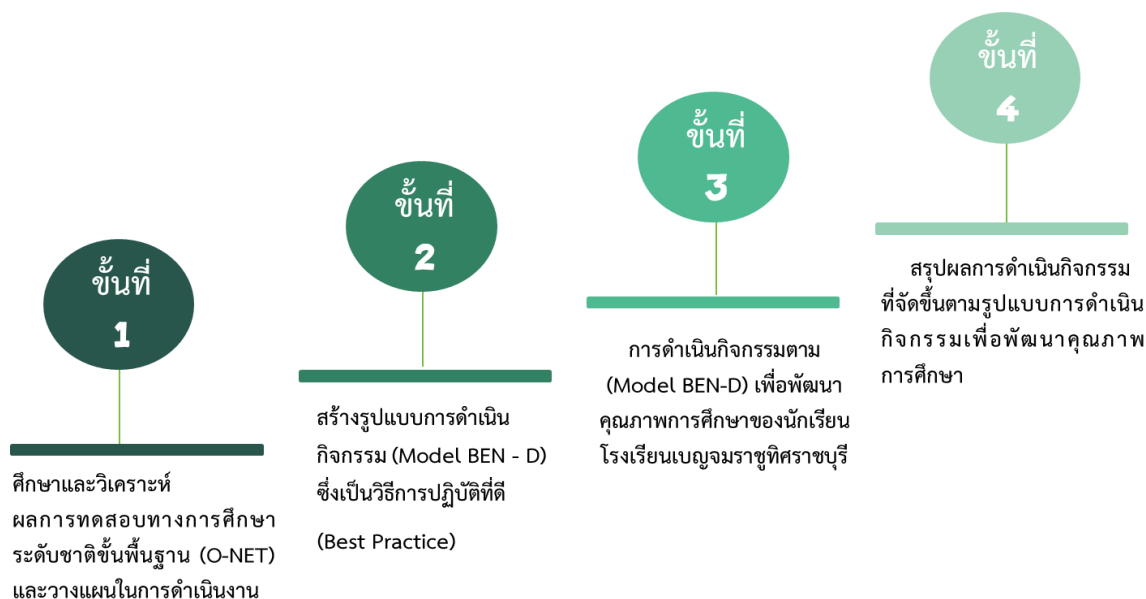 ขั้นที่
1
ศึกษาและวิเคราะห์
ผลการทดสอบทางการศึกษา
ระดับชาติขั้นพื้นฐาน (O-NET)
และวางแผนในการดำเนินงาน
ขั้นที่
2
สร้างรูปแบบการดำเนิน
กิจกรรม (Model BEN - D)
ซึ่งเป็นวิธีการปฏิบัติที่ดี
(Best Practice)
ขั้นที่
3
การดำเนินกิจกรรมตาม
(Model BEN-D) เพื่อพัฒนา
คุณภาพการศึกษาของนักเรียน
โรงเรียนเบญจมราชูทิศราชบุรี
ขั้นที่
4
สรุปผลการดำเนินกิจกรรม
ที่จัดขึ้นตามรูปแบบการดำเนิน
กิจกรรมเพื่อพัฒนาคุณภาพ
การศึกษา